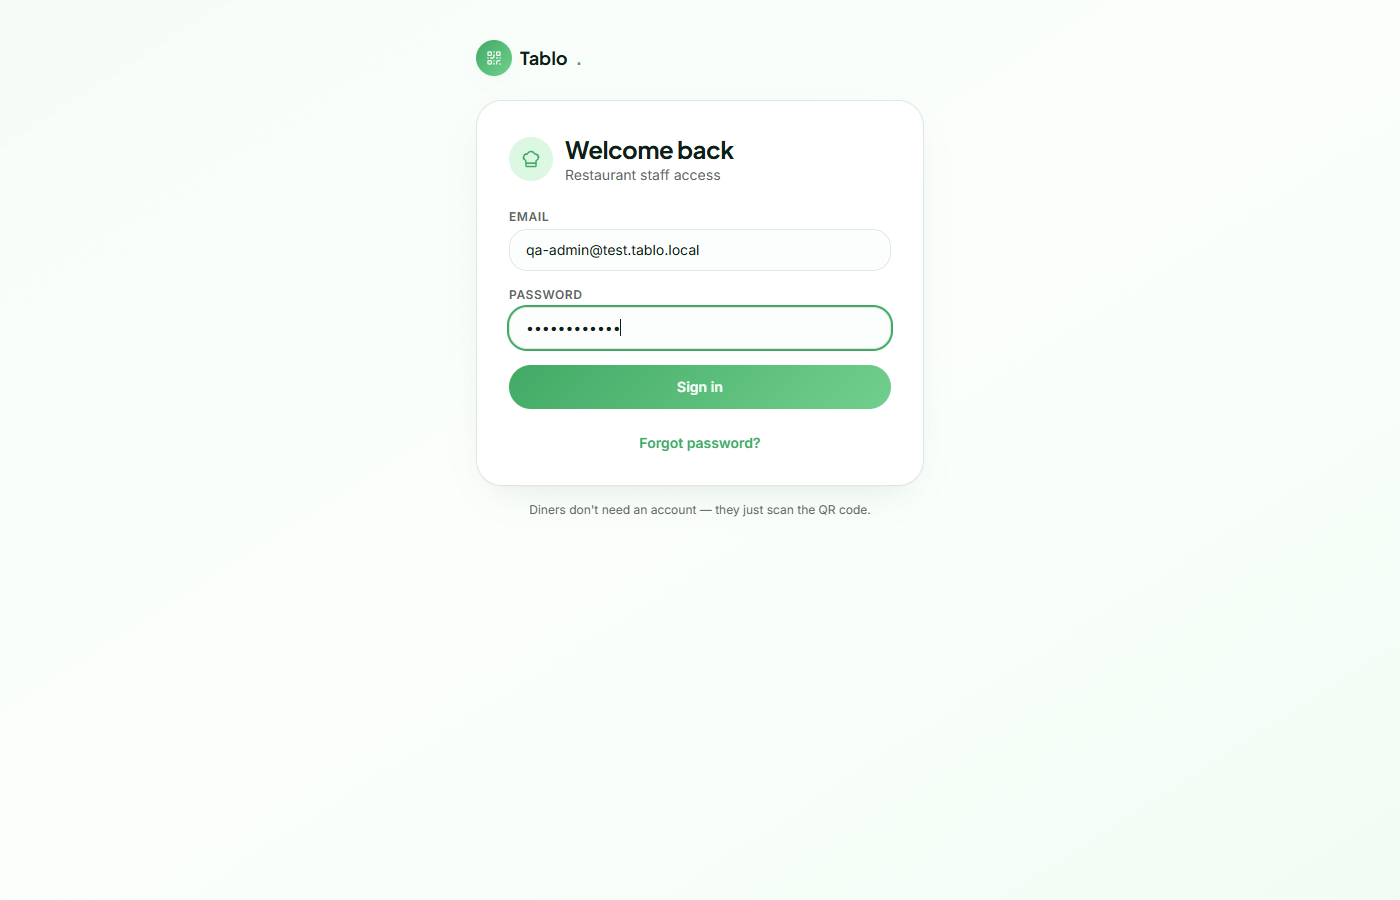 Tablo .
Welcome back
Restaurant staff access
EMAIL
qa-admin@test.tablo.local
PASSWORD
••••••••••••
Sign in
Forgot password?
Diners don't need an account — they just scan the QR code.